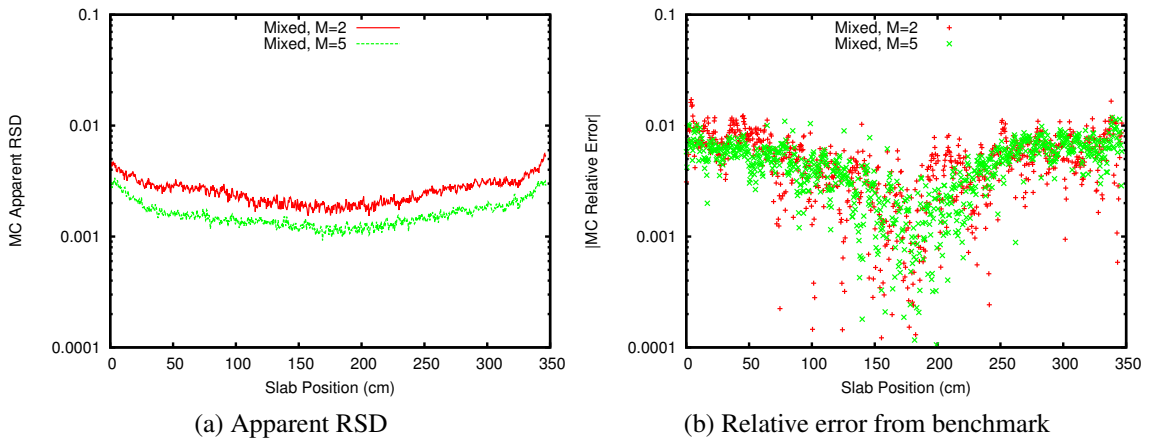 MC Apparent RSD
0.1
0.01
0.001
0.0001
Mixed, M=2
Mixed, M=5
0 50 100 150 200 250 300 350
Slab Position (cm)
(a) Apparent RSD
|MC Relative Error|
0.1
0.01
0.001
0.0001
Mixed, M=2
Mixed, M=5
0 50 100 150 200 250 300 350
Slab Position (cm)
(b) Relative error from benchmark